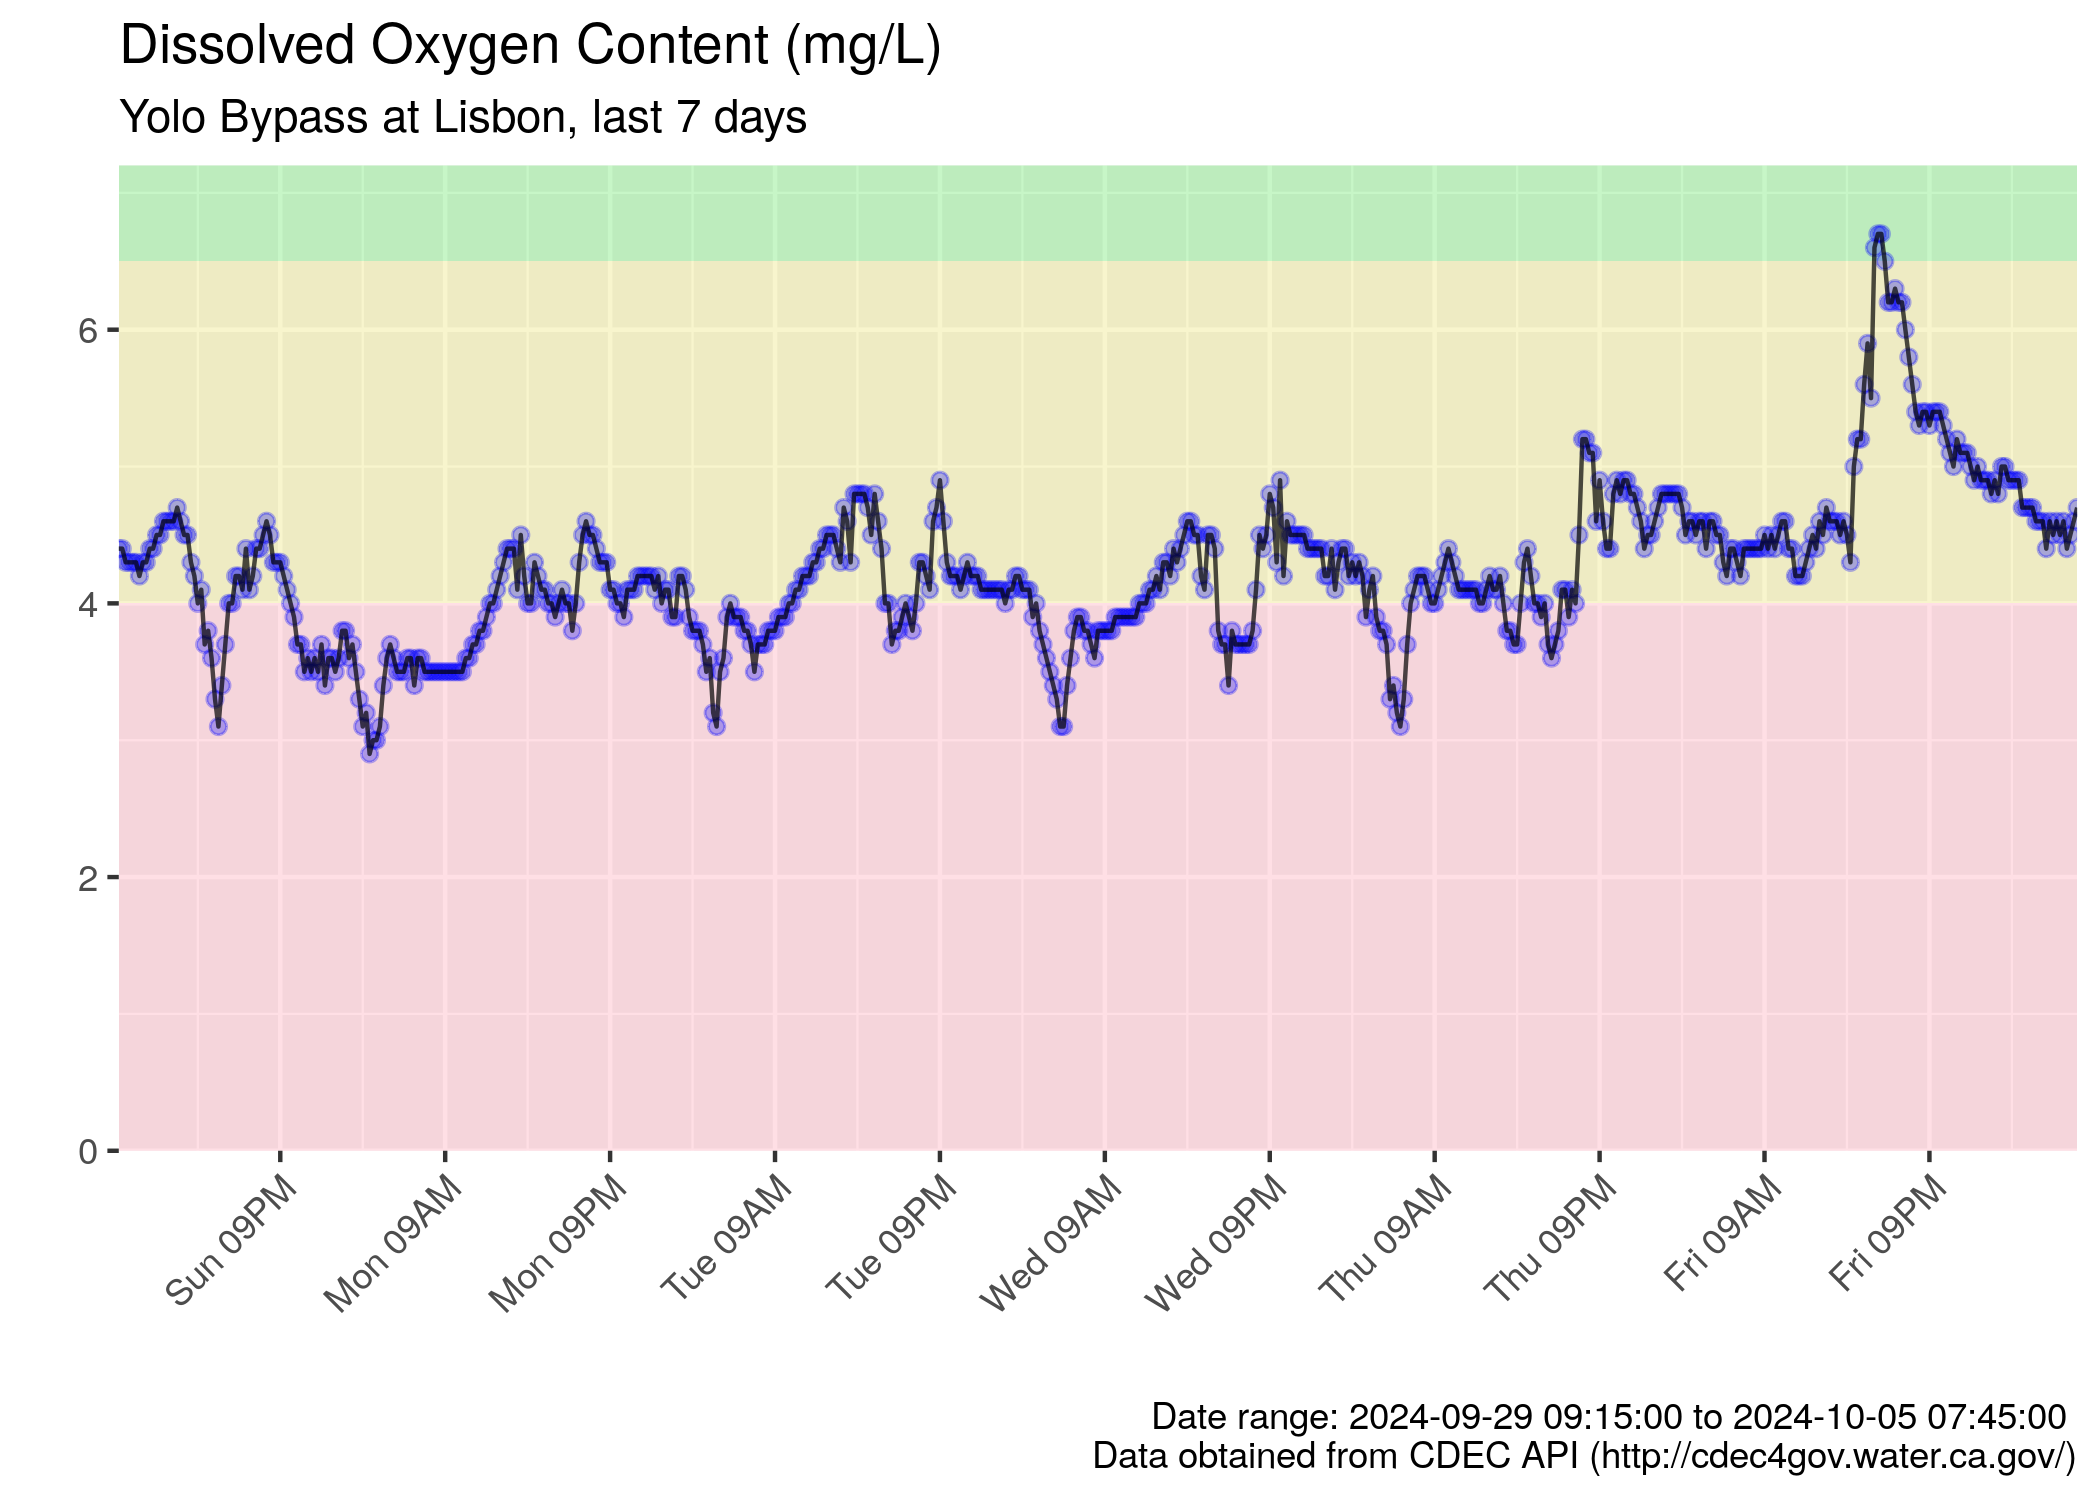 Dissolved Oxygen Content (mg/L)
Yolo Bypass at Lisbon, last 7 days
6
4
2
0
Sun 09PM
Mon 09AM
Mon 09PM
Tue 09AM
Tue 09PM
Wed 09AM
Wed 09PM
Thu 09AM
Thu 09PM
Fri 09AM
Fri 09PM
Date range: 2024-09-29 09:15:00 to 2024-10-05 07:45:00
Data obtained from CDEC API (http://cdec4gov.water.ca.gov/)